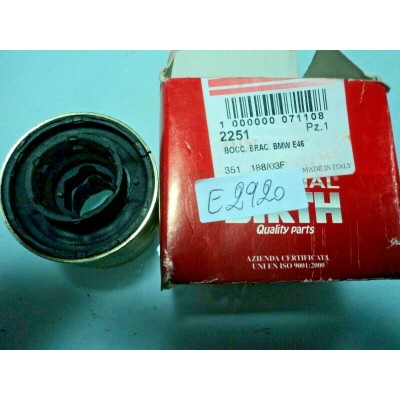 1 000000 071108
2251 Pz.1
BOCC. BRAC. BMW E46
351 188/03F MADE IN ITALY
E2920
BIRTH
Quality parts
AZIENDA CERTIFICATA
UNI EN ISO 9001:2000